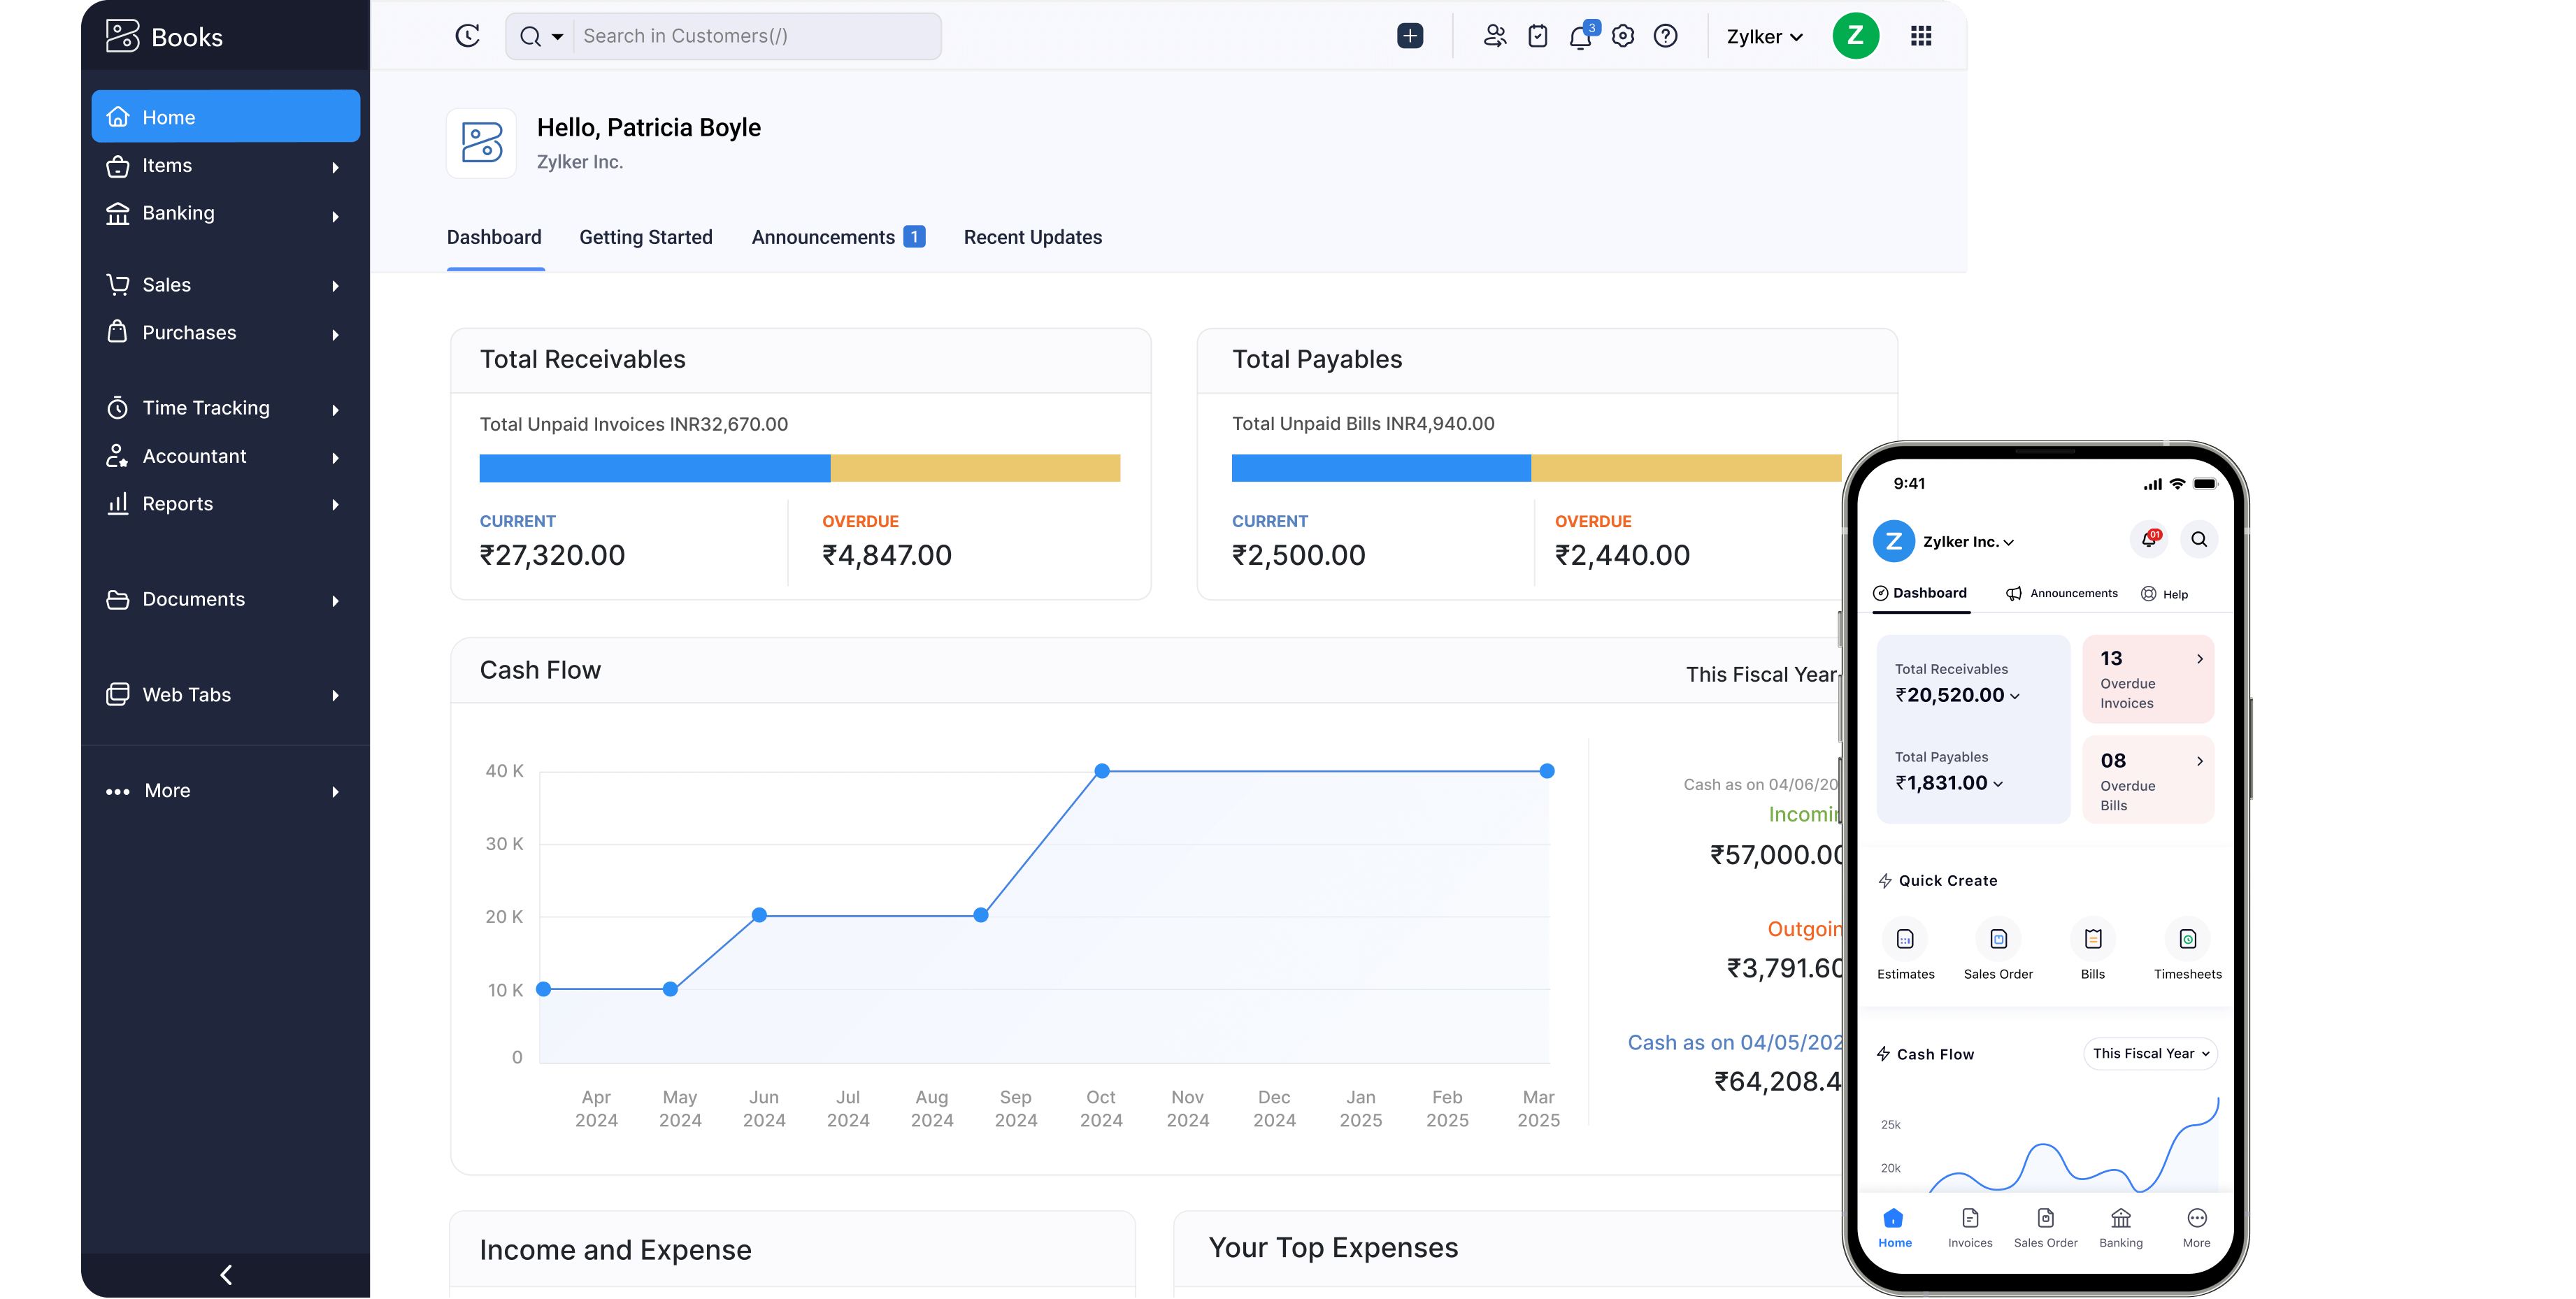 Books
Search in Customers(/)
3
Zylker
Z
Home
Items
Banking
Sales
Purchases
Time Tracking
Accountant
Reports
Documents
Web Tabs
More
Hello, Patricia Boyle
Zylker Inc.
Dashboard Getting Started Announcements 1 Recent Updates
Total Receivables
Total Unpaid Invoices INR32,670.00
CURRENT OVERDUE
₹27,320.00 ₹4,847.00
Total Payables
Total Unpaid Bills INR4,940.00
CURRENT OVERDUE
₹2,500.00 ₹2,440.00
Cash Flow
This Fiscal Year
40 K
30 K
20 K
10 K
0
Apr May Jun Jul Aug Sep Oct Nov Dec Jan Feb Mar
2024 2024 2024 2024 2024 2024 2024 2024 2024 2025 2025 2025
Cash as on 04/06/20
Incomin
₹57,000.00
Outgoin
₹3,791.60
Cash as on 04/05/202
₹64,208.4
Income and Expense
Your Top Expenses
9:41
Z Zylker Inc.
01
Dashboard Announcements Help
Total Receivables
₹20,520.00
Total Payables
₹1,831.00
13
Overdue
Invoices
08
Overdue
Bills
Quick Create
Estimates Sales Order Bills Timesheets
Cash Flow
This Fiscal Year
25k
20k
Home Invoices Sales Order Banking More